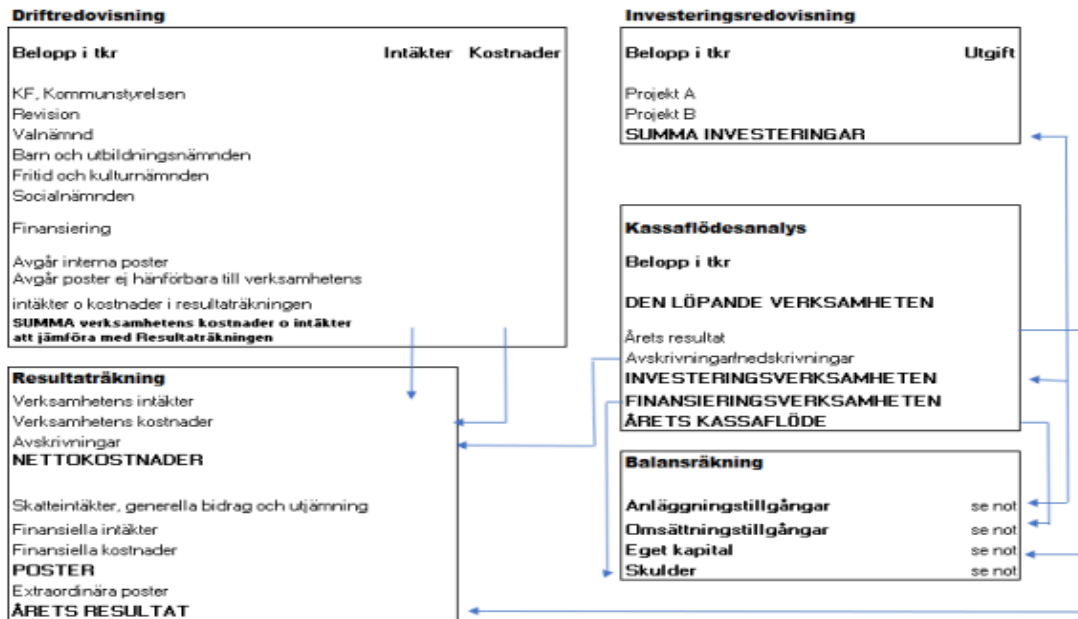 Driftredovisning
Belopp i tkr Intäkter Kostnader
KF, Kommunstyrelsen
Revision
Valnämnd
Barn och utbildningsnämnden
Fritid och kulturnämnden
Socialnämnden
Finansiering
Avgår interna poster
Avgår poster ej hänförbara till verksamhetens
intäkter o kostnader i resultaträkningen
SUMMA verksamhetens kostnader o intäkter
att jämföra med Resultaträkningen
Resultaträkning
Verksamhetens intäkter
Verksamhetens kostnader
Avskrivningar
NETTOKOSTNADER
Skatteintäkter, generella bidrag och utjämning
Finansiella intäkter
Finansiella kostnader
POSTER
Extraordinära poster
ÅRETS RESULTAT
Investeringsredovisning
Belopp i tkr Utgift
Projekt A
Projekt B
SUMMA INVESTERINGAR
Kassaflödesanalys
Belopp i tkr
DEN LÖPANDE VERKSAMHETEN
Årets resultat
Avskrivningar/nedskrivningar
INVESTERINGSVERKSAMHETEN
FINANSIERINGSVERKSAMHETEN
ÅRETS KASSAFLÖDE
Balansräkning
Anläggningstillgångar se not
Omsättningstillgångar se not
Eget kapital se not
Skulder se not